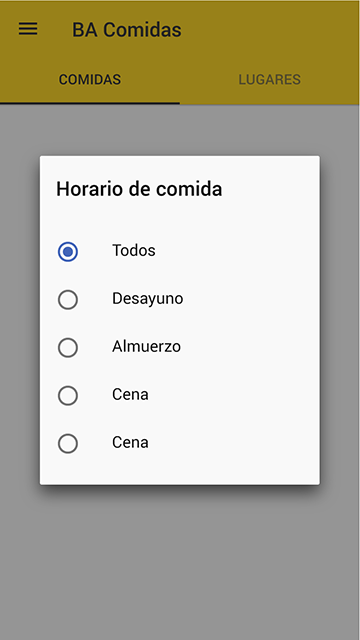 BA Comidas
COMIDAS
LUGARES
Horario de comida
Todos
Desayuno
Almuerzo
Cena
Cena